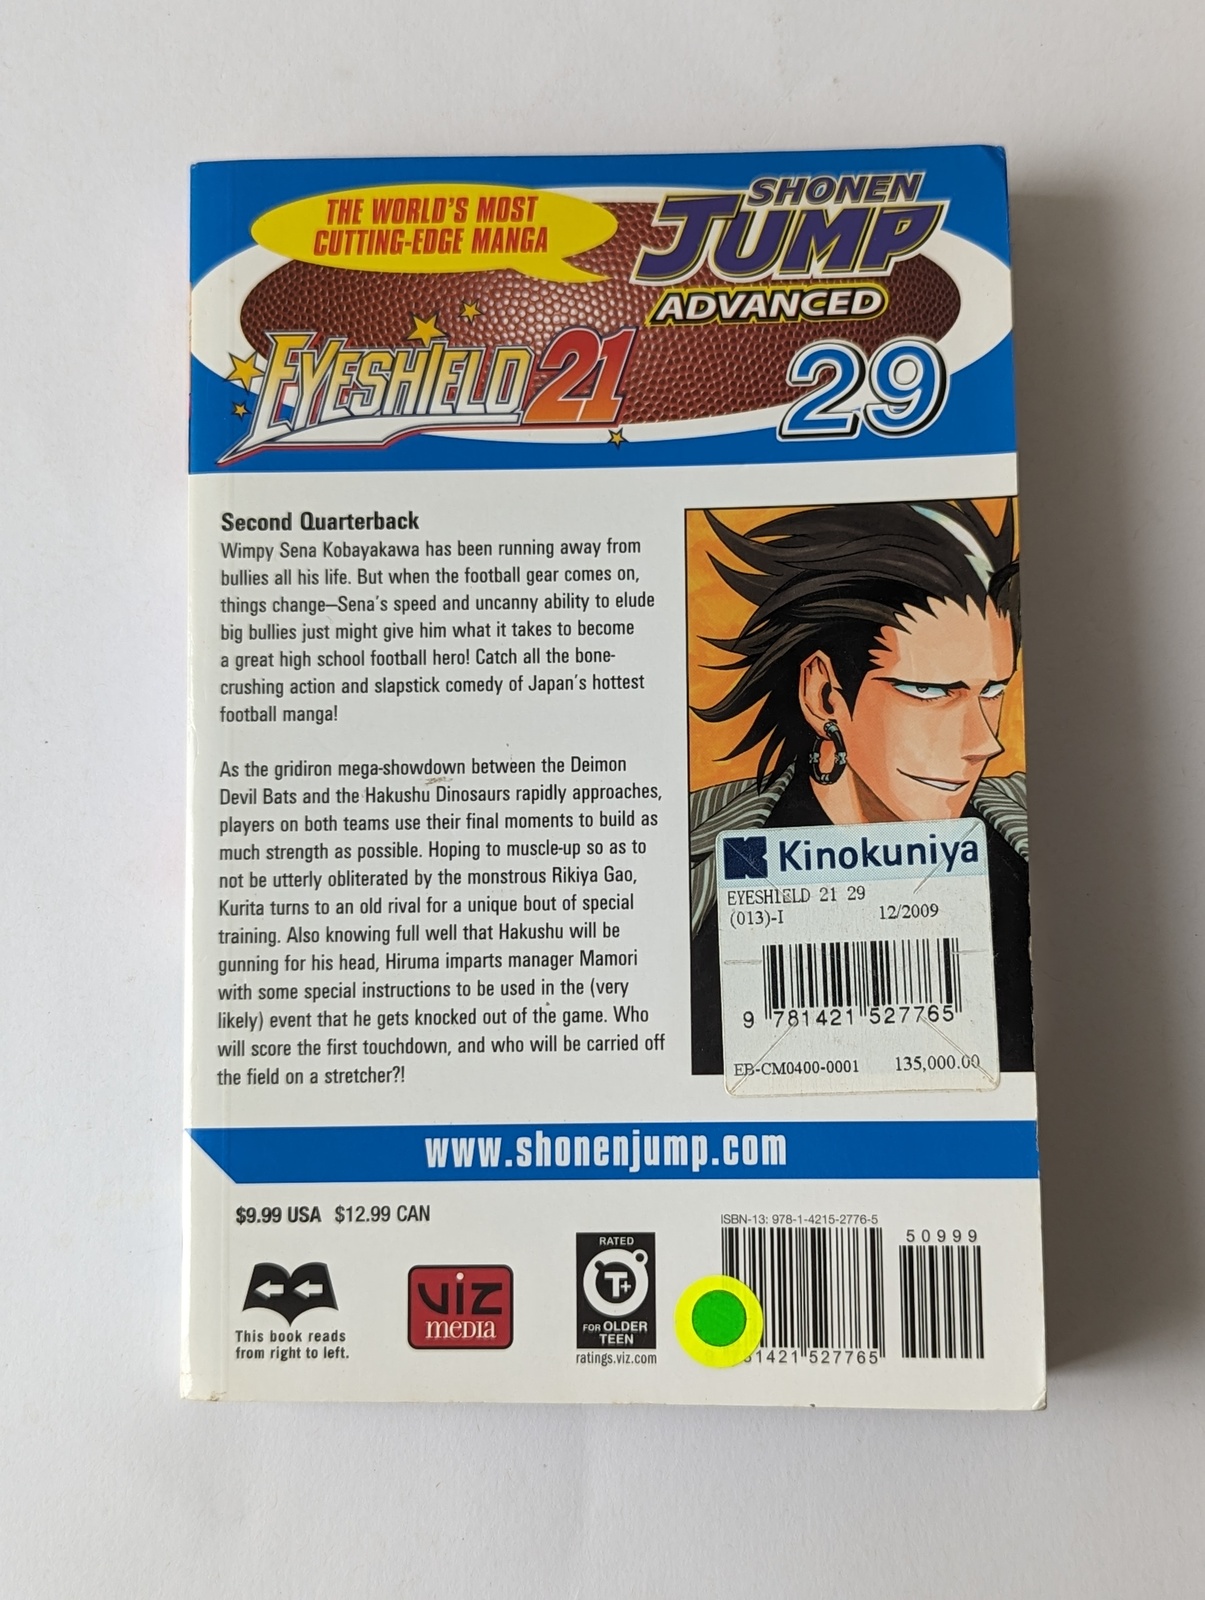 THE WORLD'S MOST
CUTTING-EDGE MANGA
SHONEN
JUMP
ADVANCED
EYESHIELD 21
29
Second Quarterback
Wimpy Sena Kobayakawa has been running away from
bullies all his life. But when the football gear comes on,
things change—Sena's speed and uncanny ability to elude
big bullies just might give him what it takes to become
a great high school football hero! Catch all the bone-
crushing action and slapstick comedy of Japan's hottest
football manga!
As the gridiron mega-showdown between the Deimon
Devil Bats and the Hakushu Dinosaurs rapidly approaches,
players on both teams use their final moments to build as
much strength as possible. Hoping to muscle-up so as to
not be utterly obliterated by the monstrous Rikiya Gao,
Kurita turns to an old rival for a unique bout of special
training. Also knowing full well that Hakushu will be
gunning for his head, Hiruma imparts manager Mamori
with some special instructions to be used in the (very
likely) event that he gets knocked out of the game. Who
will score the first touchdown, and who will be carried off
the field on a stretcher?!
Kinokuniya
EYESHIELD 21 29
(013)-I 12/2009
9 781421 527765
EB-CM0400-0001 135,000.00
www.shonenjump.com
$9.99 USA $12.99 CAN
This book reads
from right to left.
VIZ
MEDIA
RATED
T+
FOR OLDER
TEEN
ratings.viz.com
ISBN-13: 978-1-4215-2776-5
50999
81421 527765